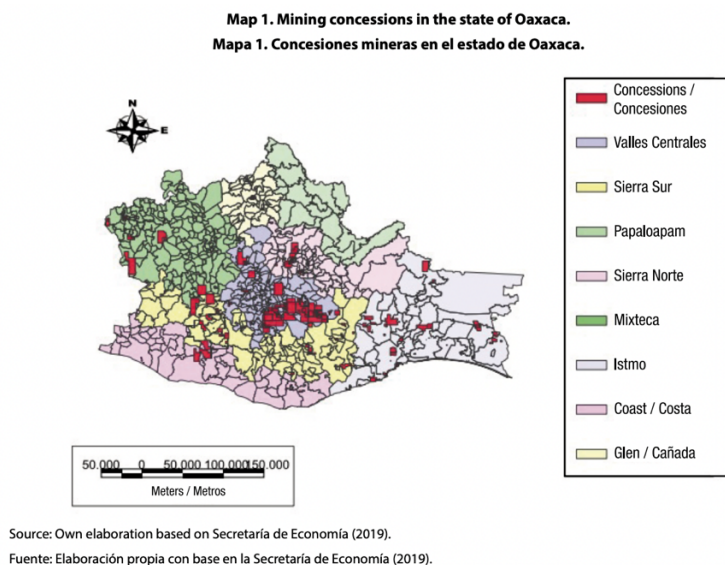 Map 1. Mining concessions in the state of Oaxaca.
Mapa 1. Concesiones mineras en el estado de Oaxaca.
N
E
Concessions /
Concesiones
Valles Centrales
Sierra Sur
Papaloapam
Sierra Norte
Mixteca
Istmo
Coast / Costa
Glen / Cañada
50.000 0 50.000 100.000 150.000
Meters / Metros
Source: Own elaboration based on Secretaría de Economía (2019).
Fuente: Elaboración propia con base en la Secretaría de Economía (2019).